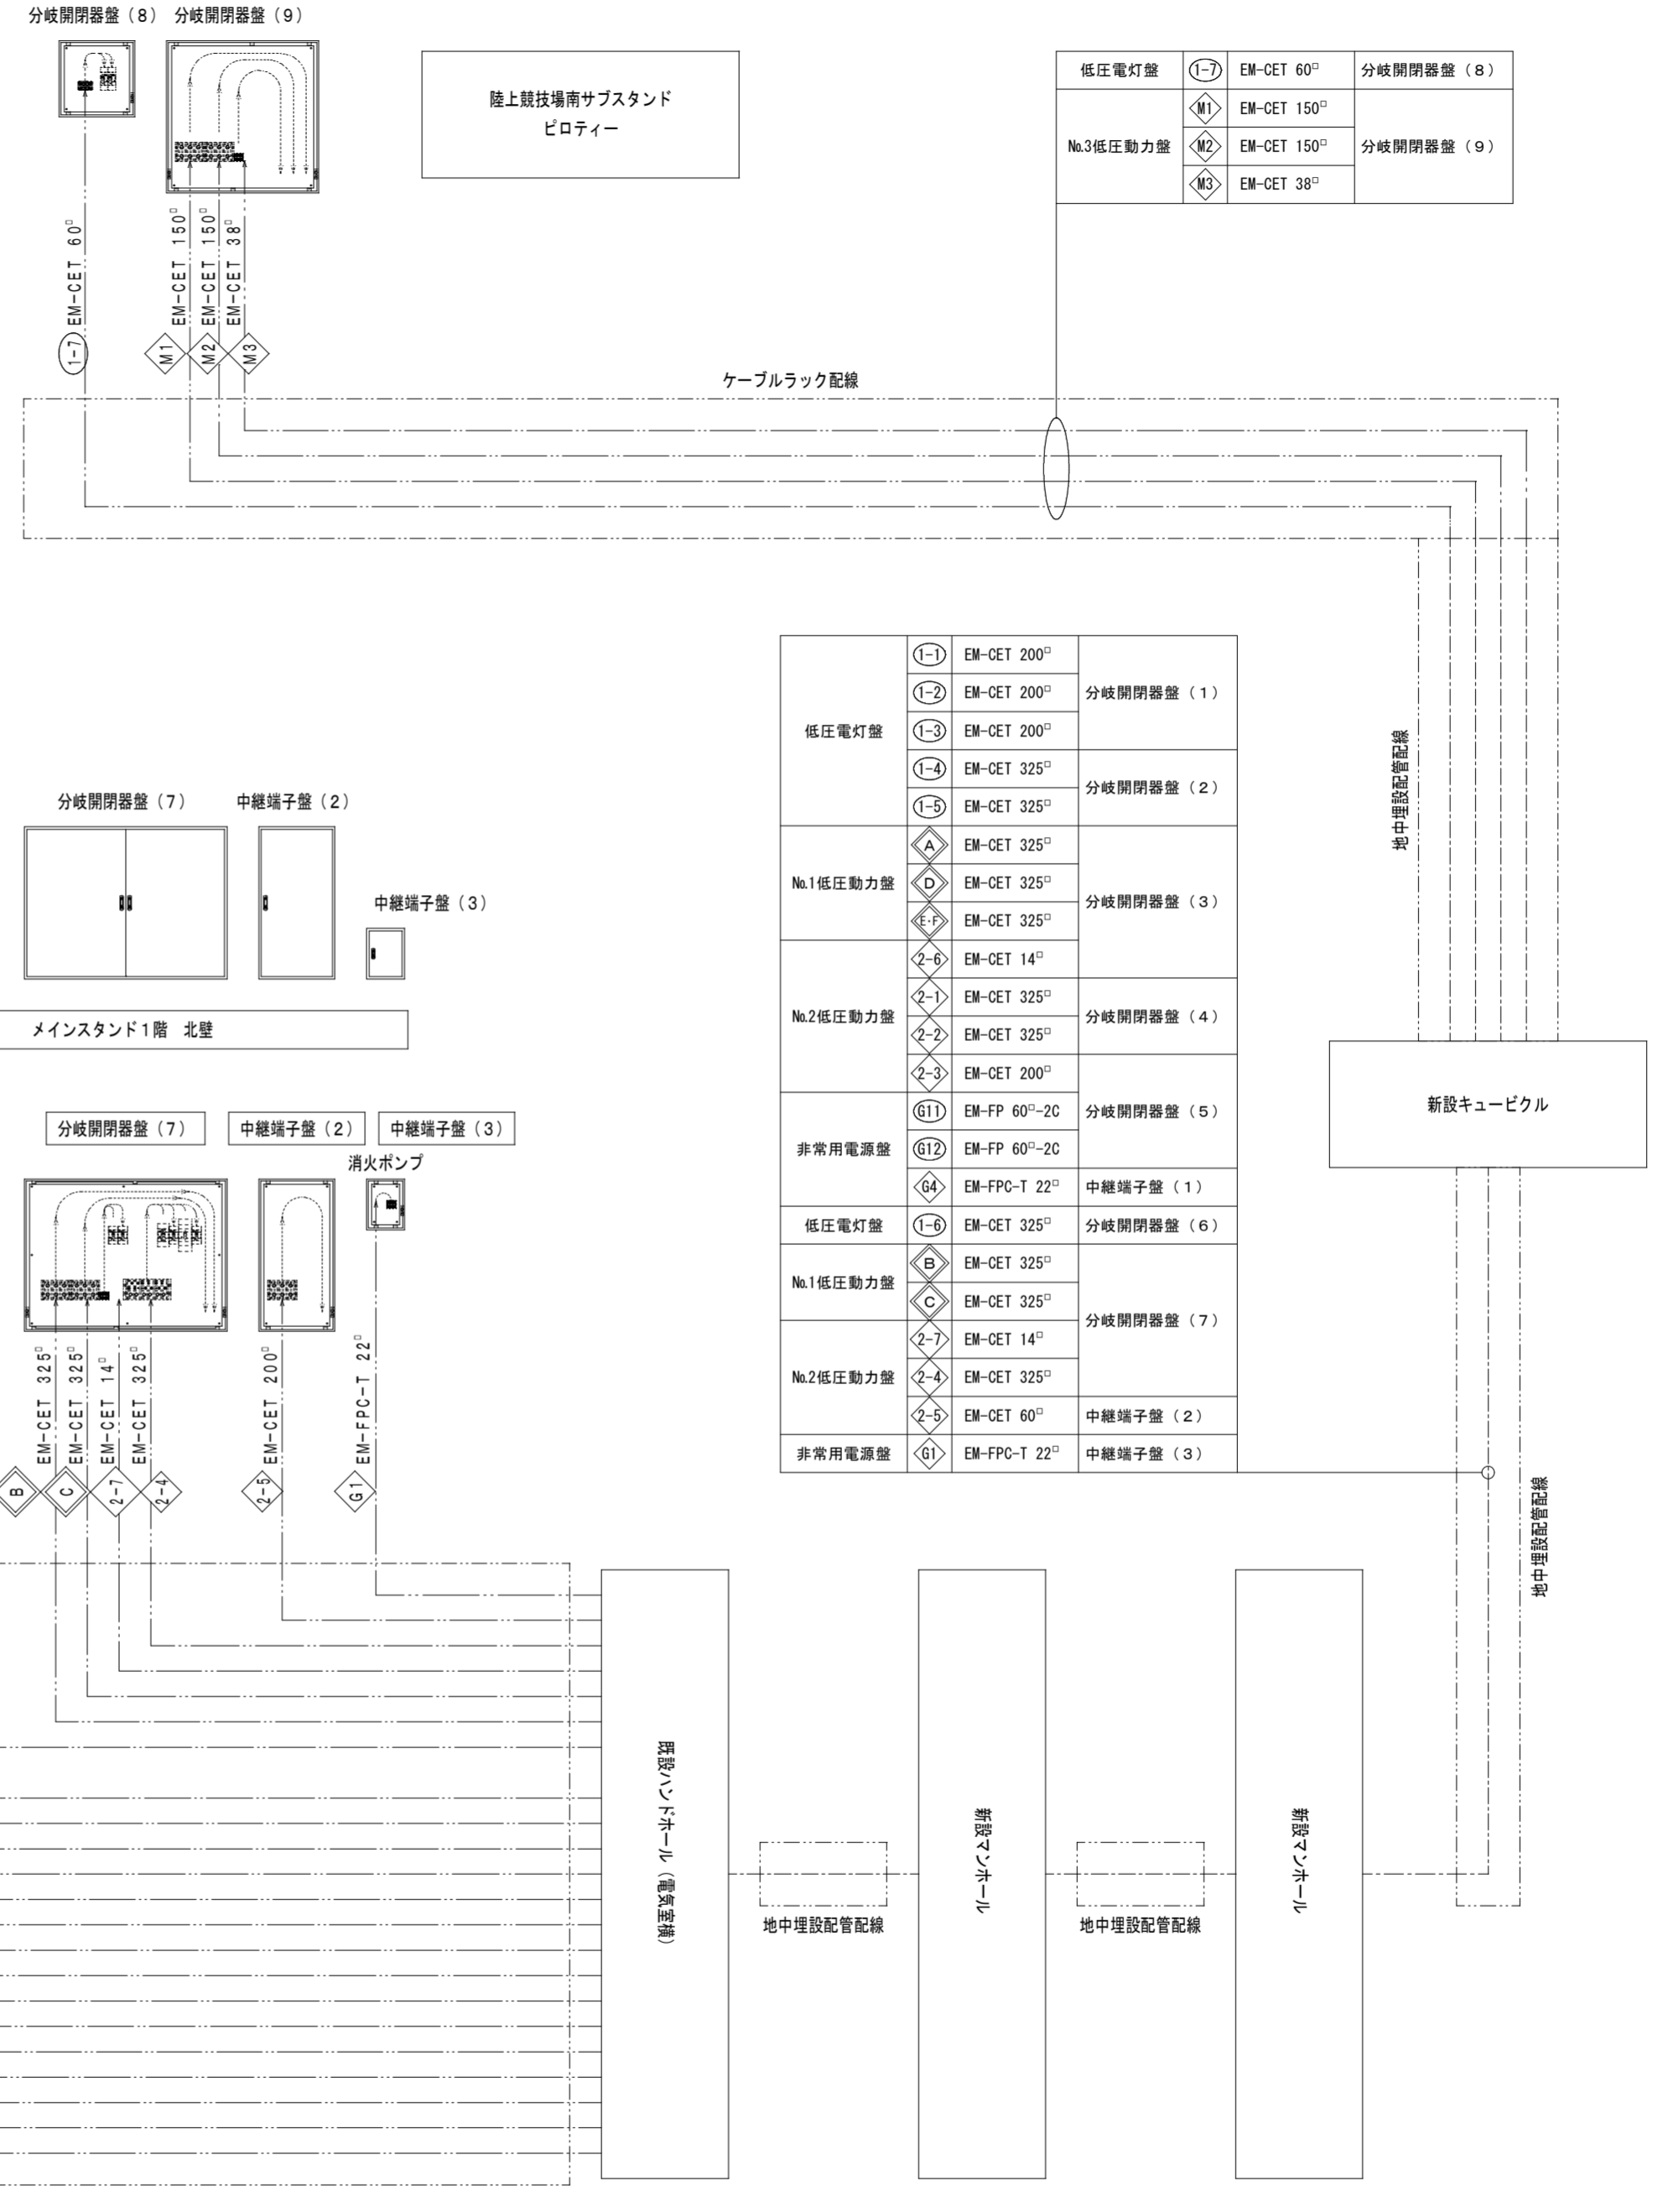 分岐開閉器盤（８） 分岐開閉器盤（９）
陸上競技場南サブスタンド
ピロティー
低圧電灯盤 1-7 EM-CET 60□ 分岐開閉器盤（８）
№3低圧動力盤 M1 EM-CET 150□ 分岐開閉器盤（９）
M2 EM-CET 150□
M3 EM-CET 38□
1-7 EM-CET 60□
M1 EM-CET 150□
M2 EM-CET 150□
M3 EM-CET 38□
ケーブルラック配線
地中埋設配管配線
低圧電灯盤 1-1 EM-CET 200□ 分岐開閉器盤（１）
1-2 EM-CET 200□
1-3 EM-CET 200□
1-4 EM-CET 325□ 分岐開閉器盤（２）
1-5 EM-CET 325□
№1低圧動力盤 A EM-CET 325□ 分岐開閉器盤（３）
D EM-CET 325□
E･F EM-CET 325□
№2低圧動力盤 2-6 EM-CET 14□
2-1 EM-CET 325□ 分岐開閉器盤（４）
2-2 EM-CET 325□
2-3 EM-CET 200□ 分岐開閉器盤（５）
非常用電源盤 G11 EM-FP 60□-2C
G12 EM-FP 60□-2C
G4 EM-FPC-T 22□ 中継端子盤（１）
低圧電灯盤 1-6 EM-CET 325□ 分岐開閉器盤（６）
№1低圧動力盤 B EM-CET 325□ 分岐開閉器盤（７）
C EM-CET 325□
№2低圧動力盤 2-7 EM-CET 14□
2-4 EM-CET 325□
2-5 EM-CET 60□ 中継端子盤（２）
非常用電源盤 G1 EM-FPC-T 22□ 中継端子盤（３）
分岐開閉器盤（７） 中継端子盤（２）
中継端子盤（３）
メインスタンド１階 北壁
新設キュービクル
分岐開閉器盤（７） 中継端子盤（２） 中継端子盤（３）
消火ポンプ
B EM-CET 325□
C EM-CET 325□
2-7 EM-CET 14□
2-4 EM-CET 325□
2-5 EM-CET 200□
G1 EM-FPC-T 22□
地中埋設配管配線
既設ハンドホール（電気室横）
地中埋設配管配線
新設マンホール
地中埋設配管配線
新設マンホール